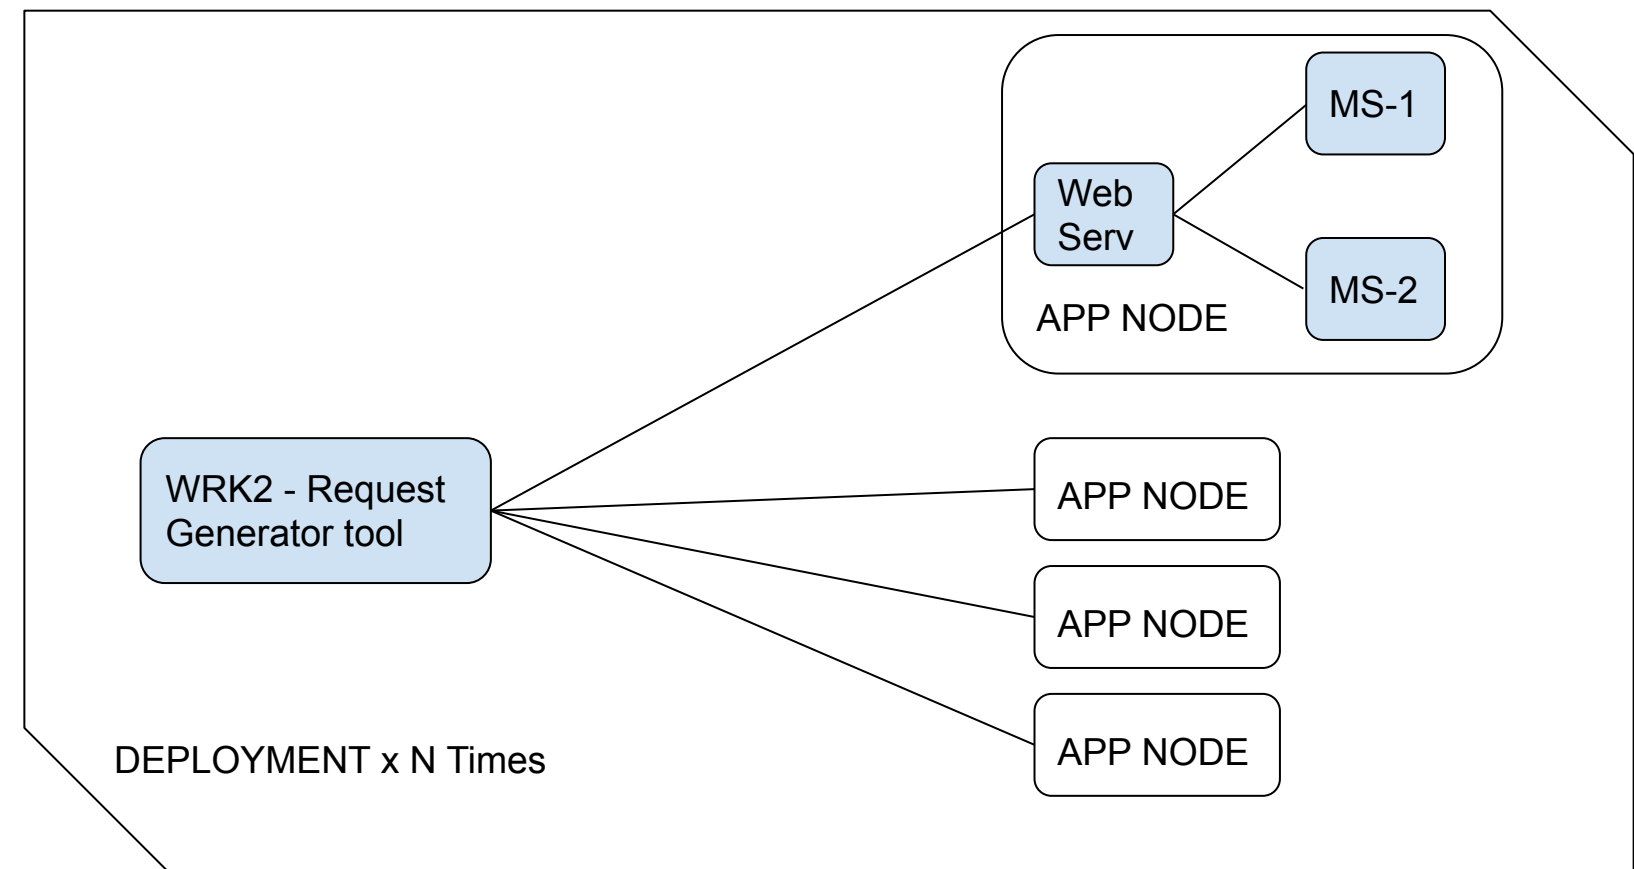 MS-1
Web
Serv
MS-2
APP NODE
WRK2 - Request
Generator tool
APP NODE
APP NODE
APP NODE
DEPLOYMENT x N Times